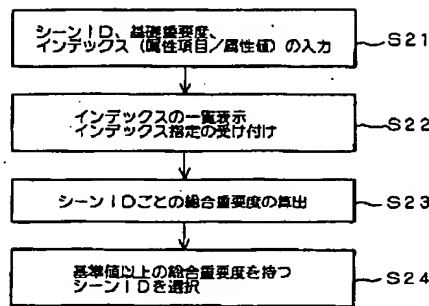 シーンID、基礎重要度、
インデックス(属性項目/属性値)の入力
S21
インデックスの一覧表示
インデックス指定の受け付け
S22
シーンIDごとの総合重要度の算出
S23
基準値以上の総合重要度を持つ
シーンIDを選択
S24